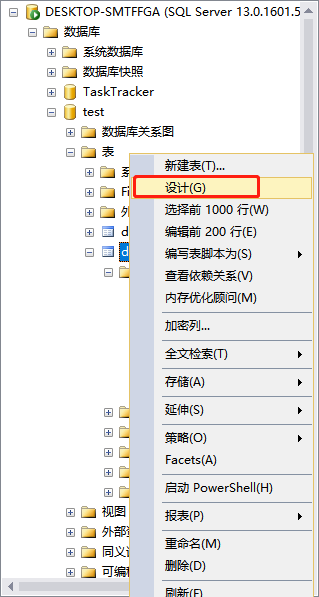 DESKTOP-SMTFFGA (SQL Server 13.0.1601.5
数据库
系统数据库
数据库快照
TaskTracker
test
数据库关系图
表
新建表(T)...
设计(G)
选择前 1000 行(W)
编辑前 200 行(E)
编写表脚本为(S)
查看依赖关系(V)
内存优化顾问(M)
加密列...
全文检索(T)
存储(A)
延伸(S)
策略(O)
Facets(A)
启动 PowerShell(H)
报表(P)
重命名(M)
删除(D)
刷新(F)
系
Fi
外
d
d
视图
外部资
同义词
可编程